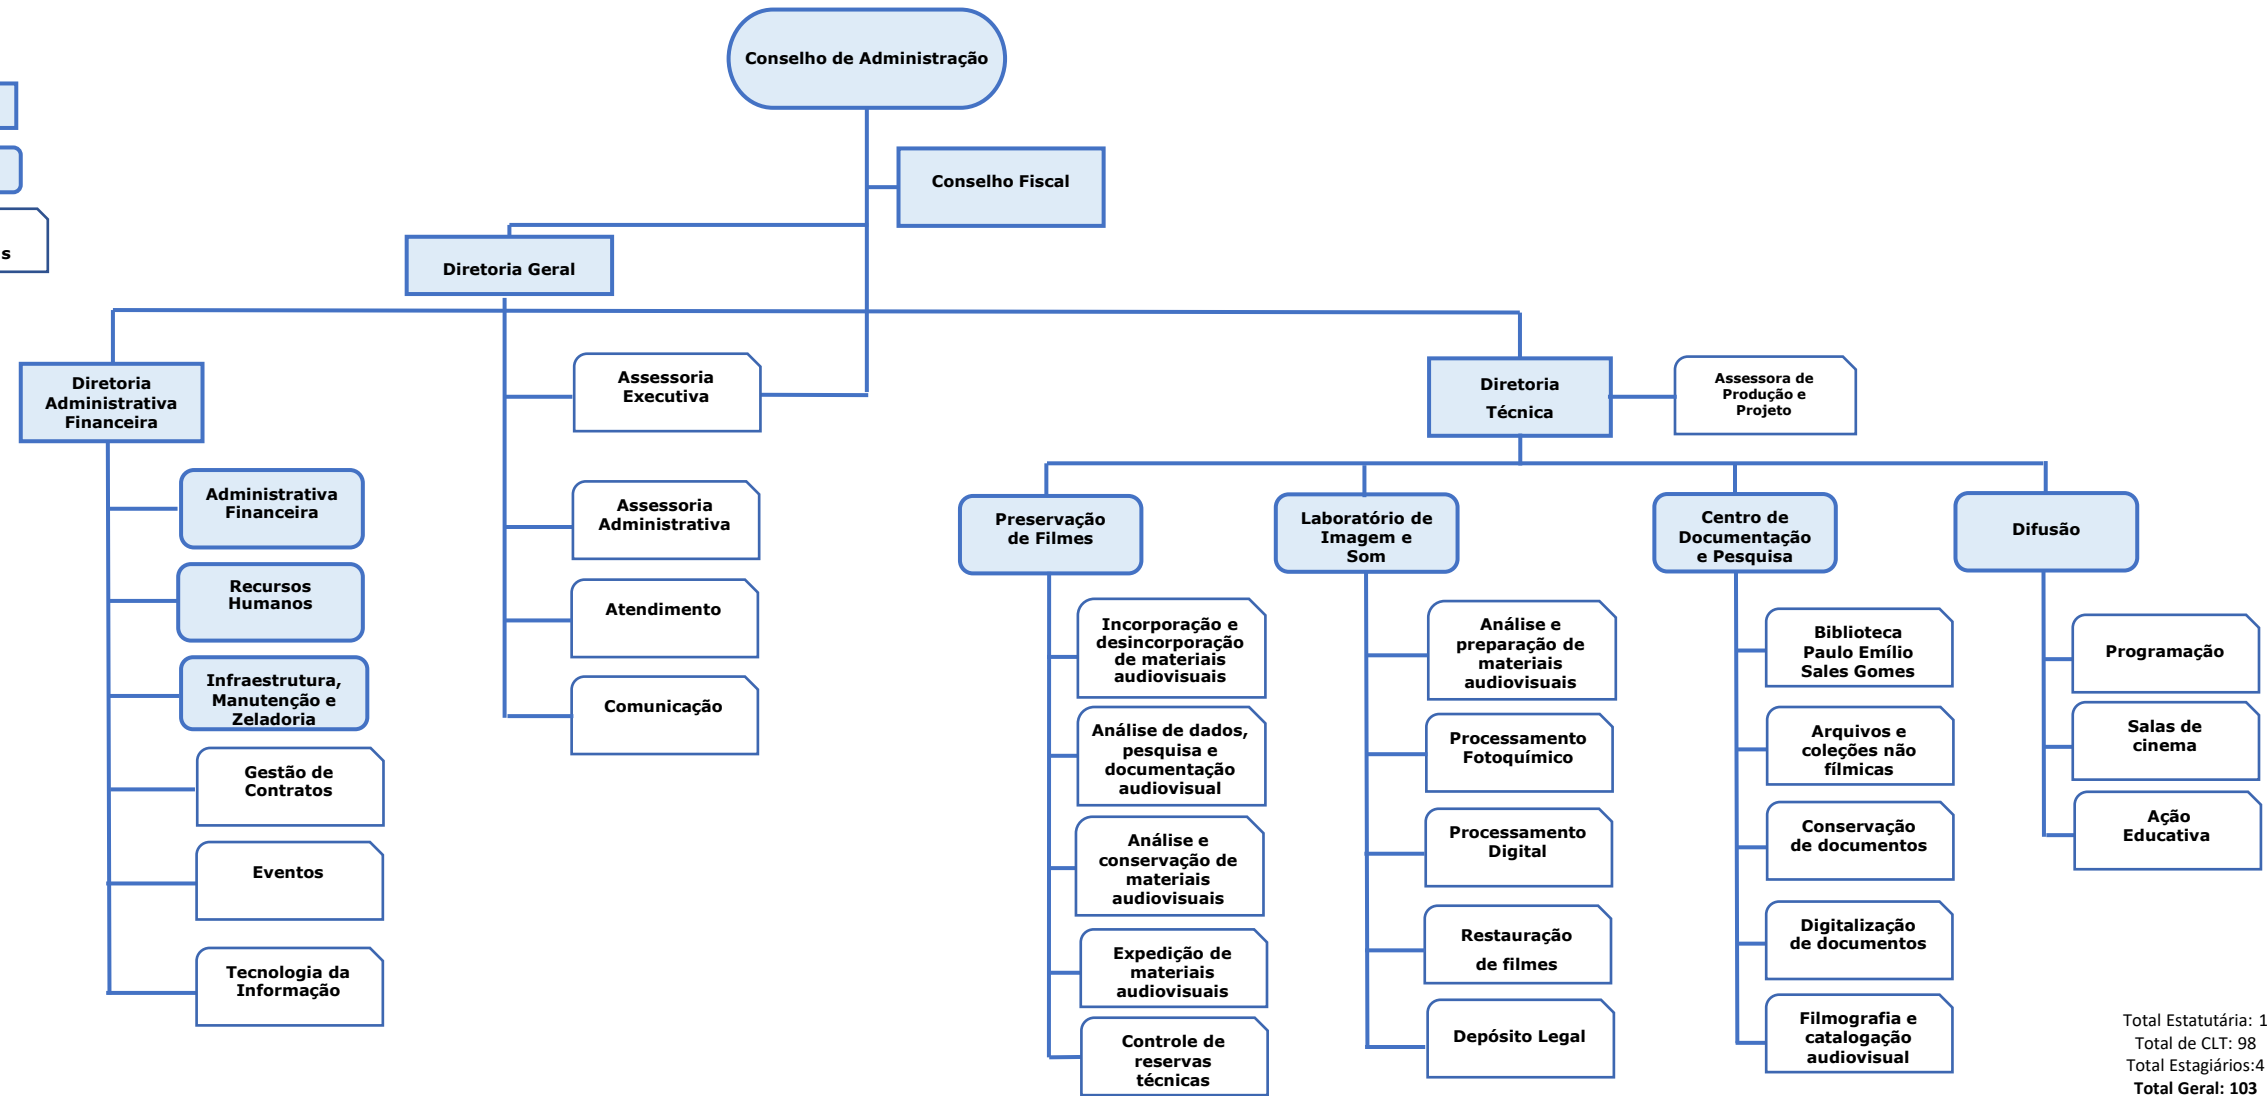 Conselho de Administração
Conselho Fiscal
s
Diretoria Geral
Diretoria
Administrativa
Financeira
Assessoria
Executiva
Diretoria
Técnica
Assessora de
Produção e
Projeto
Administrativa
Financeira
Recursos
Humanos
Infraestrutura,
Manutenção e
Zeladoria
Gestão de
Contratos
Eventos
Tecnologia da
Informação
Assessoria
Administrativa
Atendimento
Comunicação
Preservação
de Filmes
Incorporação e
desincorporação
de materiais
audiovisuais
Análise de dados,
pesquisa e
documentação
audiovisual
Análise e
conservação de
materiais
audiovisuais
Expedição de
materiais
audiovisuais
Controle de
reservas
técnicas
Laboratório de
Imagem e
Som
Análise e
preparação de
materiais
audiovisuais
Processamento
Fotoquímico
Processamento
Digital
Restauração
de filmes
Depósito Legal
Centro de
Documentação
e Pesquisa
Biblioteca
Paulo Emílio
Sales Gomes
Arquivos e
coleções não
fílmicas
Conservação
de documentos
Digitalização
de documentos
Filmografia e
catalogação
audiovisual
Difusão
Programação
Salas de
cinema
Ação
Educativa
Total Estatutária: 1
Total de CLT: 98
Total Estagiários:4
Total Geral: 103